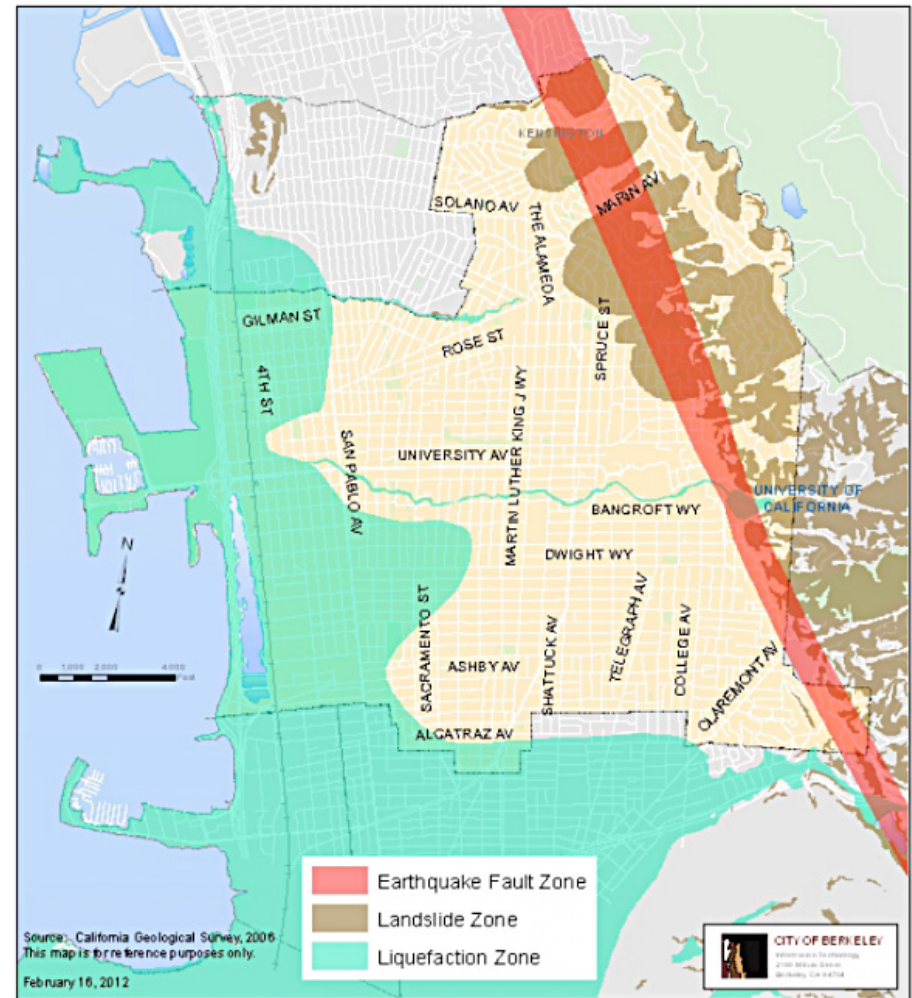 KENSINGTON
MARIN AV
SOLANO AV
THE ALAMEDA
GILMAN ST
ROSE ST
SPRUCE ST
4TH ST
MARTIN LUTHER KING J WY
SAN PABLO AV
UNIVERSITY AV
UNIVERSITY OF
CALIFORNIA
BANCROFT WY
DWIGHT WY
N
SACRAMENTO ST
TELEGRAPH AV
COLLEGE AV
SHATTUCK AV
ASHBY AV
CLAREMONT AV
0 1,000 2,000 4,000
Feet
ALCATRAZ AV
Earthquake Fault Zone
Landslide Zone
Liquefaction Zone
Source: California Geological Survey, 2006
This map is for reference purposes only.
February 16, 2012
CITY OF BERKELEY
Information Technology